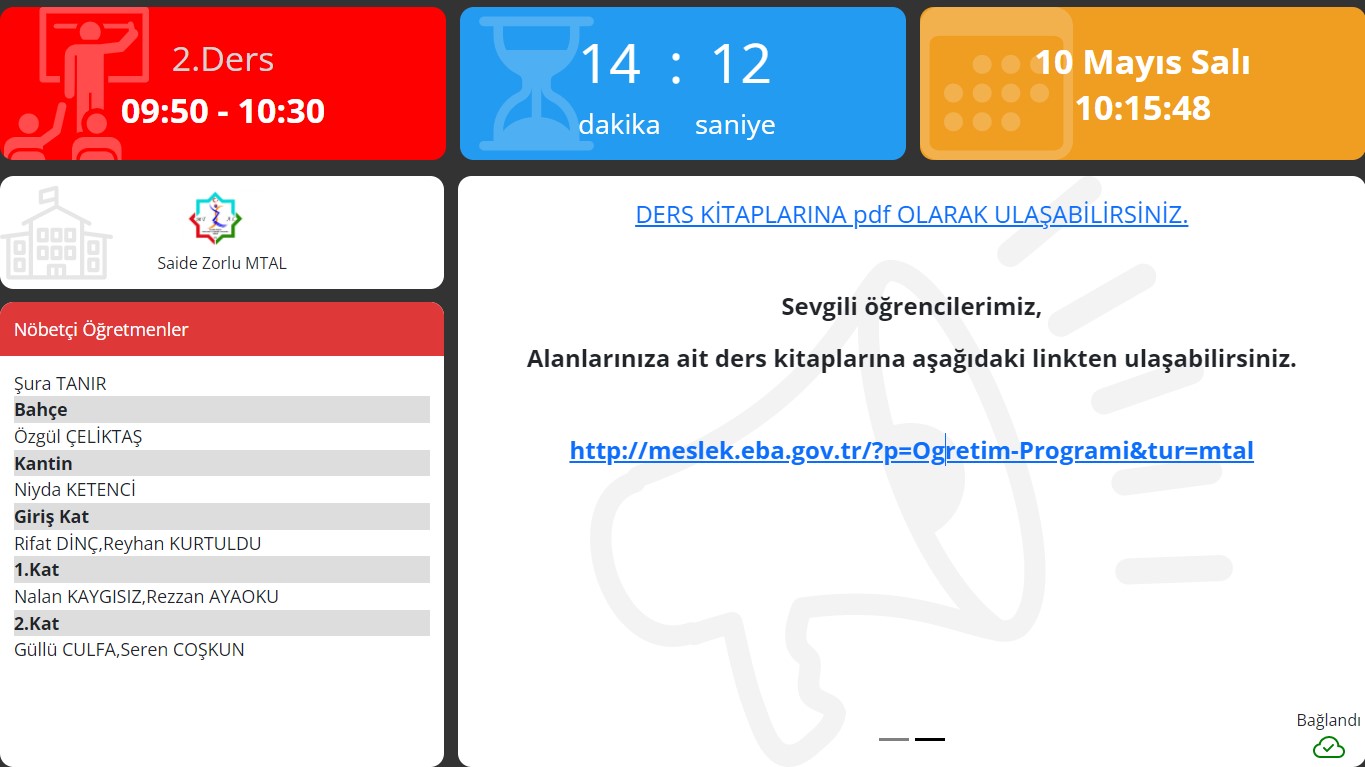 2.Ders
09:50 - 10:30
14 : 12
dakika saniye
10 Mayıs Salı
10:15:48
Saide Zorlu MTAL
Nöbetçi Öğretmenler
Şura TANIR
Bahçe
Özgül ÇELİKTAŞ
Kantin
Niyda KETENCİ
Giriş Kat
Rifat DİNÇ,Reyhan KURTULDU
1.Kat
Nalan KAYGISIZ,Rezzan AYAOKU
2.Kat
Güllü CULFA,Seren COŞKUN
DERS KİTAPLARINA pdf OLARAK ULAŞABİLİRSİNİZ.
Sevgili öğrencilerimiz,
Alanlarınıza ait ders kitaplarına aşağıdaki linkten ulaşabilirsiniz.
http://meslek.eba.gov.tr/?p=Ogretim-Programi&tur=mtal
Bağlandı